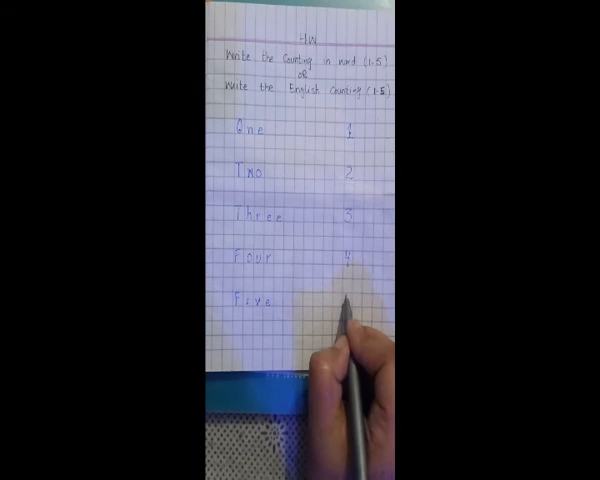 HW
Write the Counting in word (1-5)
OR
Write the English Counting (1-5)
One 1
Two 2
Three 3
Four 4
Five